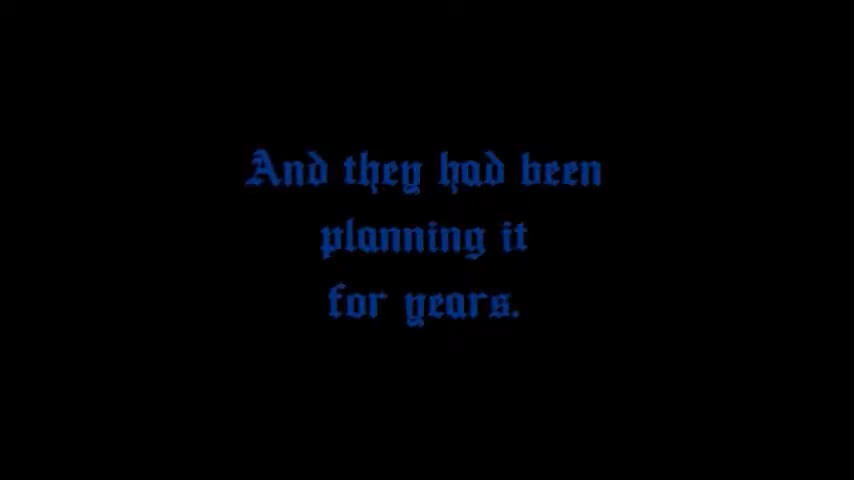 And they had been
planning it
for years.